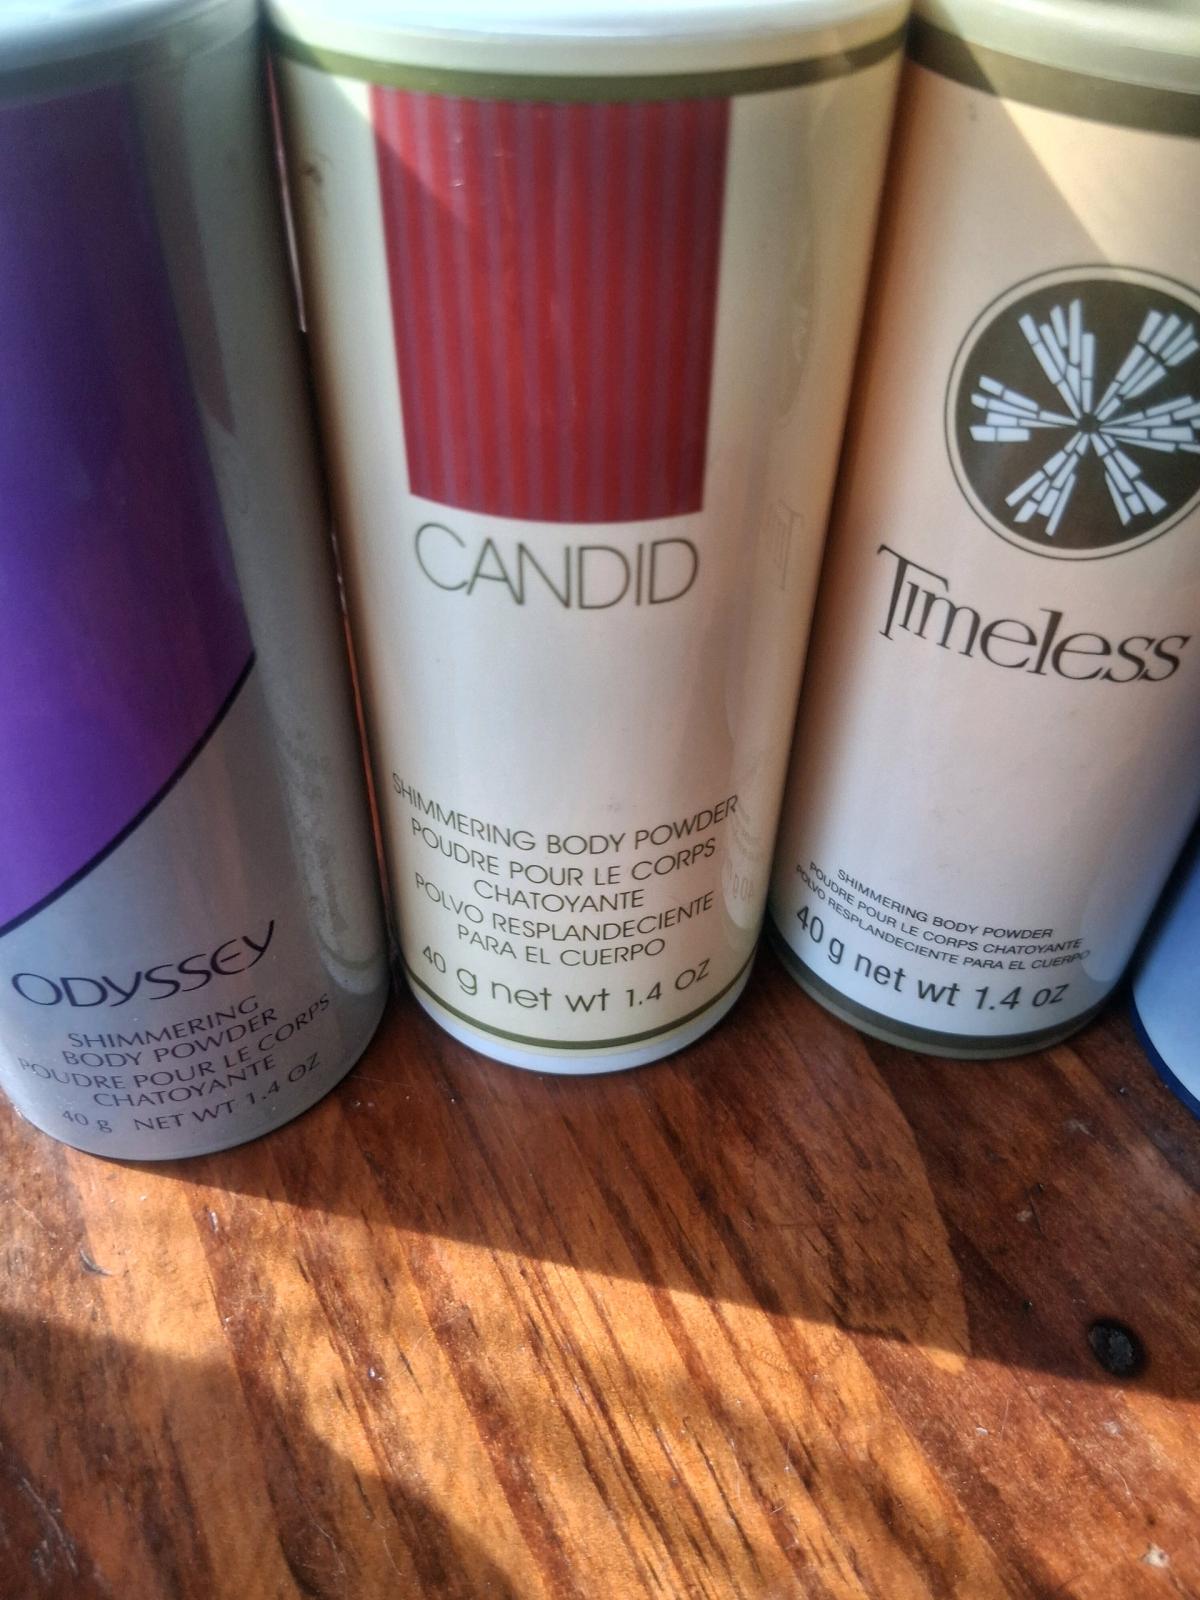 ODYSSEY
SHIMMERING
BODY POWDER
POUDRE POUR LE CORPS
CHATOYANTE
40 g NET WT 1.4 OZ
CANDID
SHIMMERING BODY POWDER
POUDRE POUR LE CORPS
CHATOYANTE
POLVO RESPLANDECIENTE
PARA EL CUERPO
40 g net wt 1.4 oz
Timeless
SHIMMERING BODY POWDER
POUDRE POUR LE CORPS CHATOYANTE
POLVO RESPLANDECIENTE PARA EL CUERPO
40 g net wt 1.4 oz